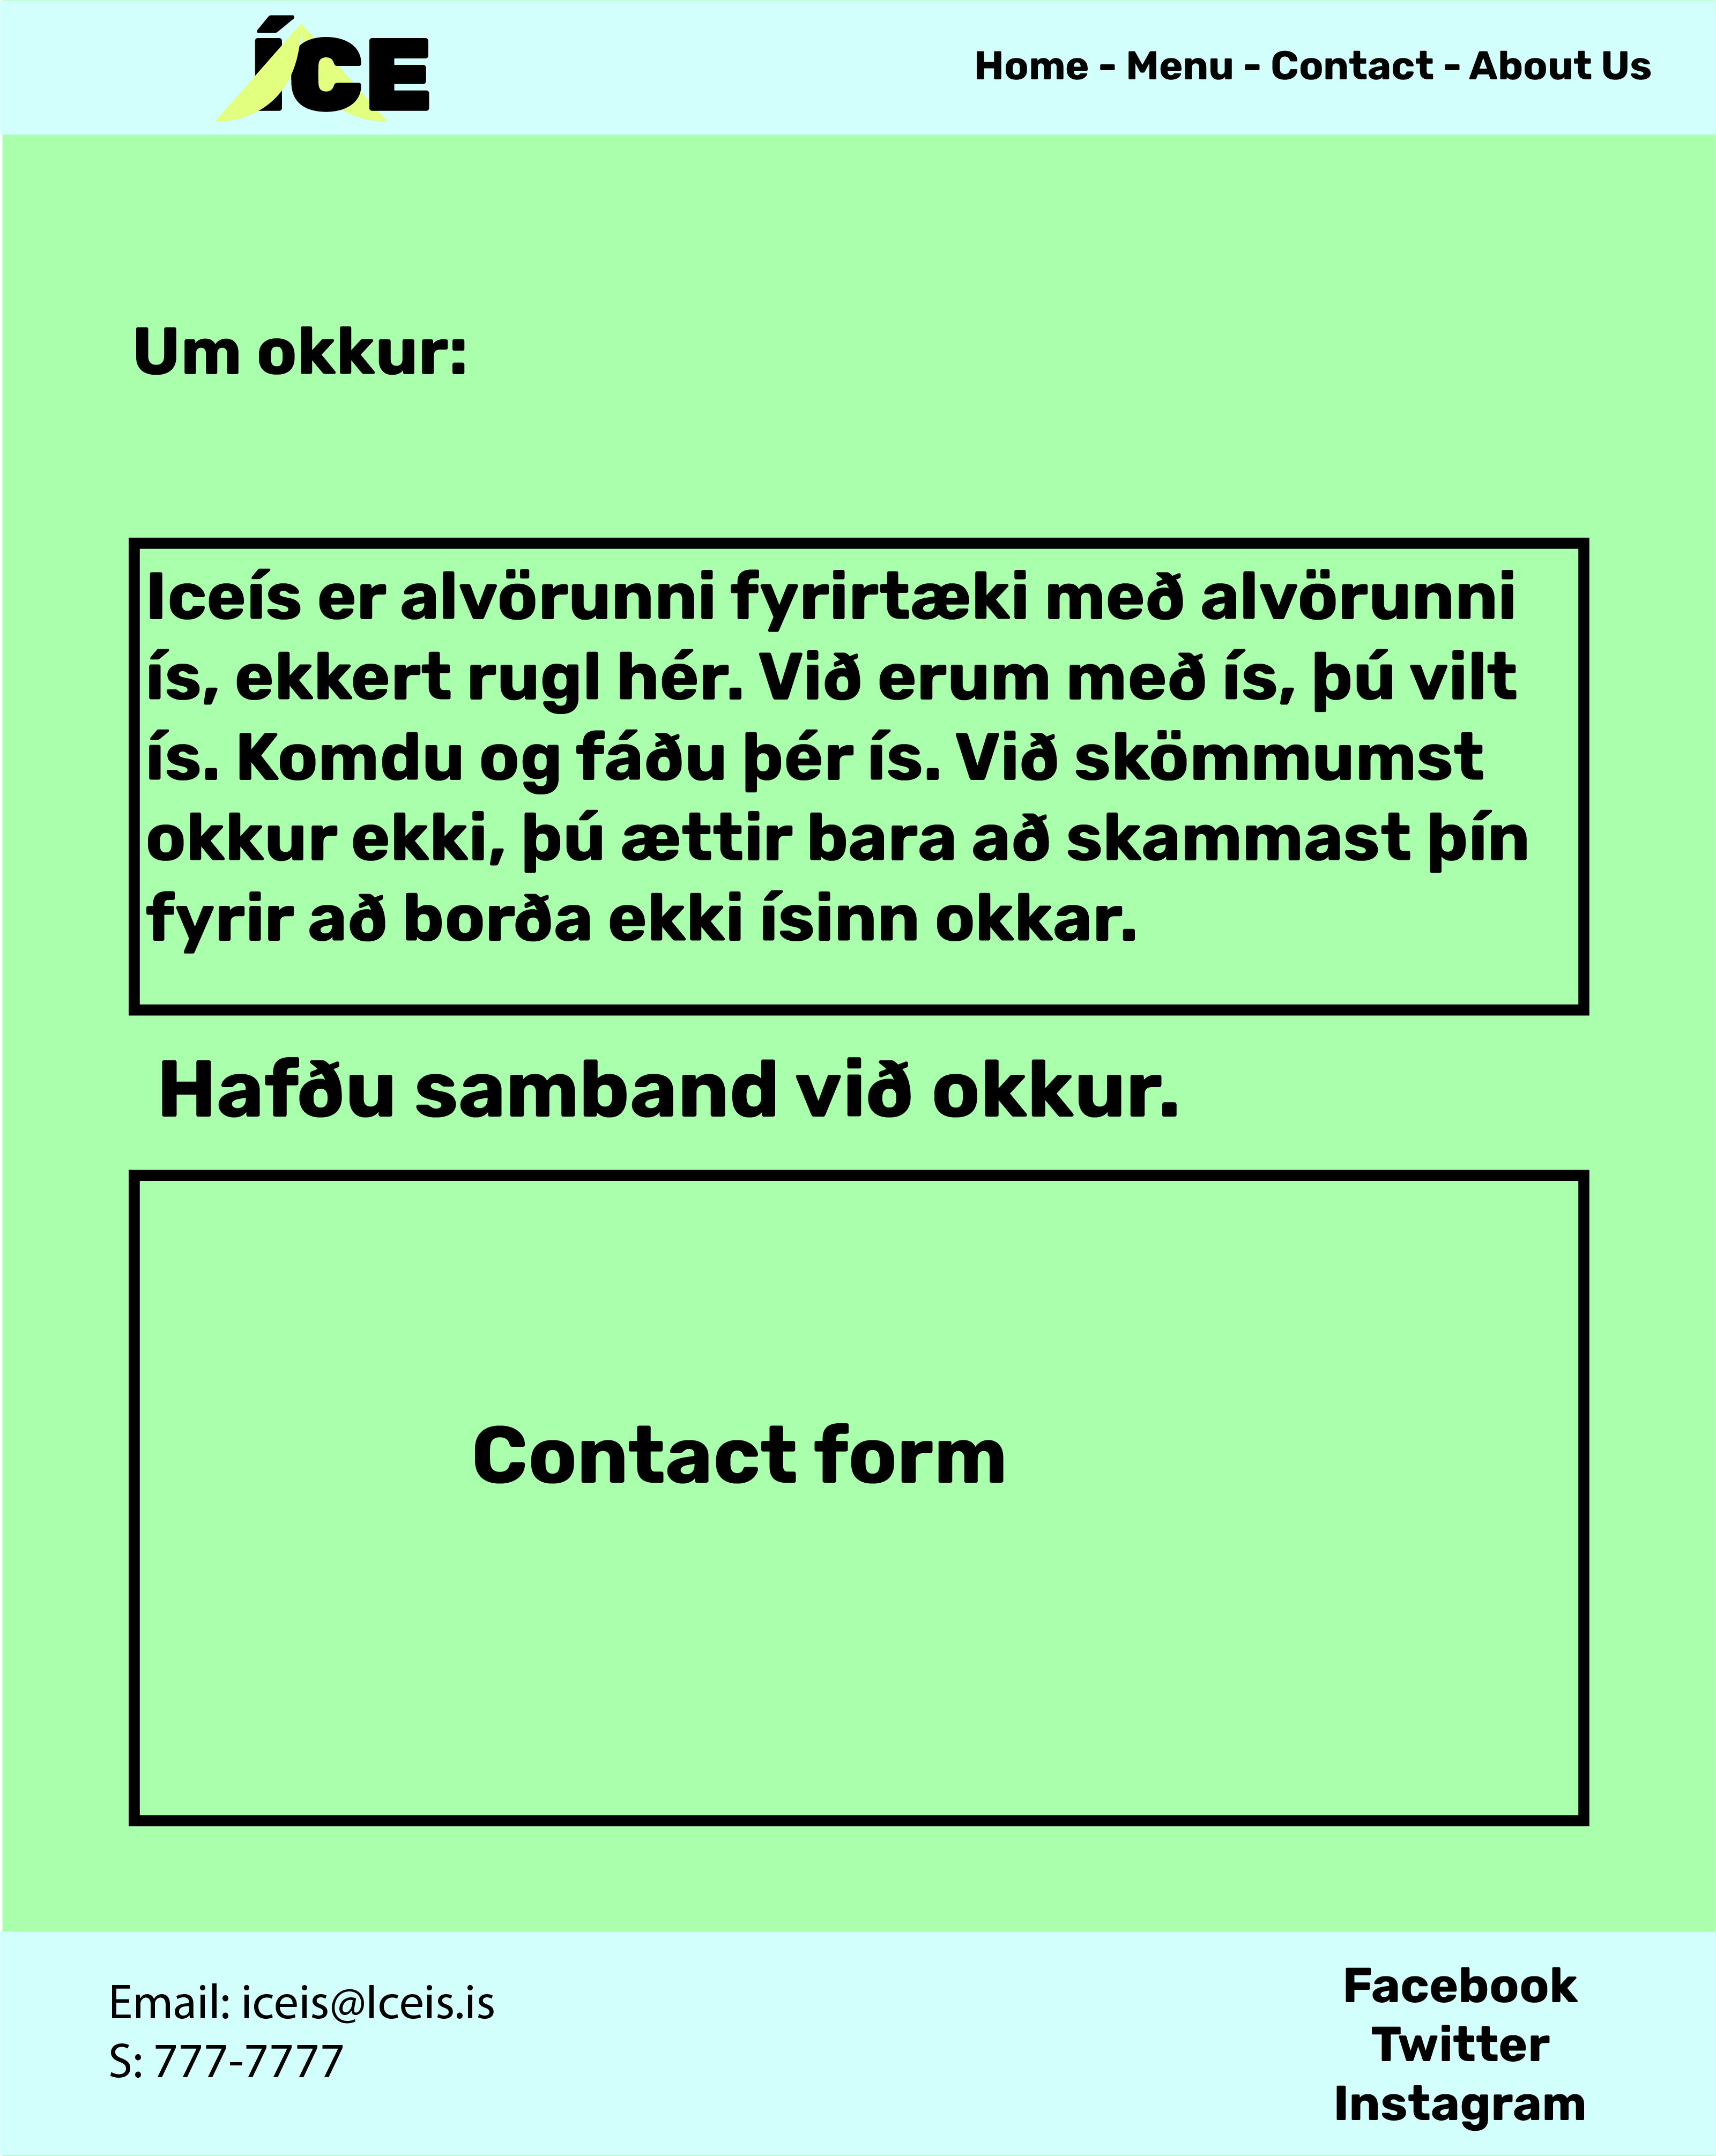 ÍCE
Home - Menu - Contact - About Us
Um okkur:
Iceís er alvörunni fyrirtæki með alvörunni
ís, ekkert rugl hér. Við erum með ís, þú vilt
ís. Komdu og fáðu þér ís. Við skömmumst
okkur ekki, þú ættir bara að skammast þín
fyrir að borða ekki ísinn okkar.
Hafðu samband við okkur.
Contact form
Email: iceis@Iceis.is
S: 777-7777
Facebook
Twitter
Instagram